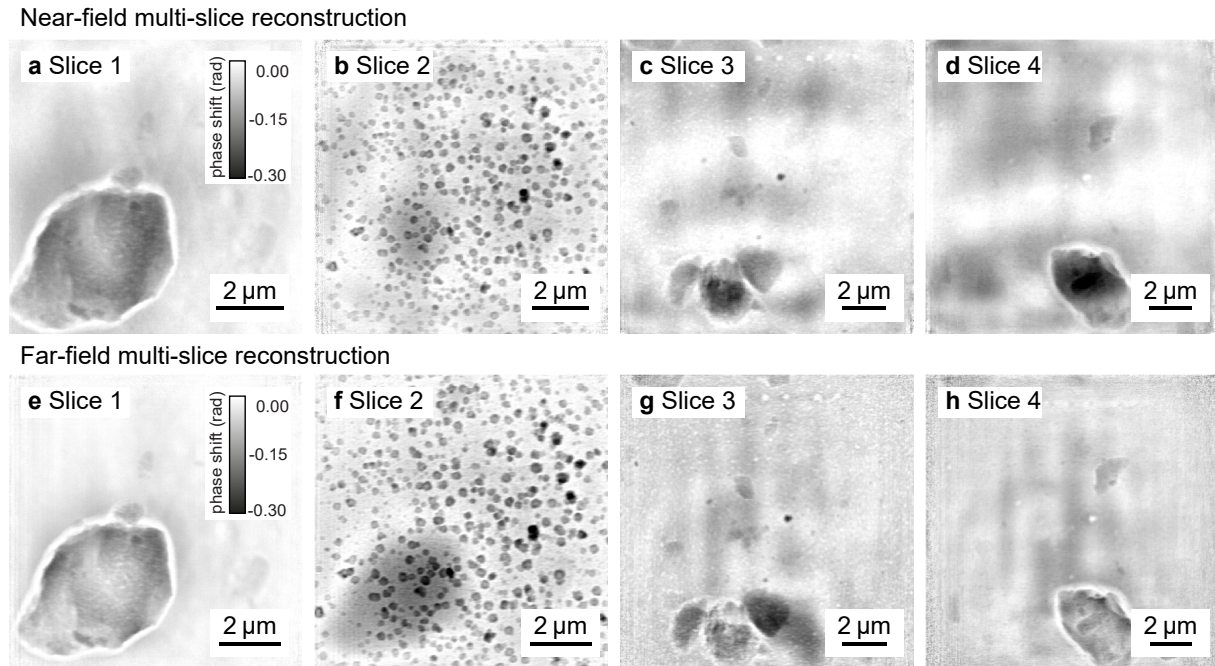 Near-field multi-slice reconstruction
a Slice 1
phase shift (rad)
0.00
-0.15
-0.30
2 µm
b Slice 2
2 µm
c Slice 3
2 µm
d Slice 4
2 µm
Far-field multi-slice reconstruction
e Slice 1
phase shift (rad)
0.00
-0.15
-0.30
2 µm
f Slice 2
2 µm
g Slice 3
2 µm
h Slice 4
2 µm